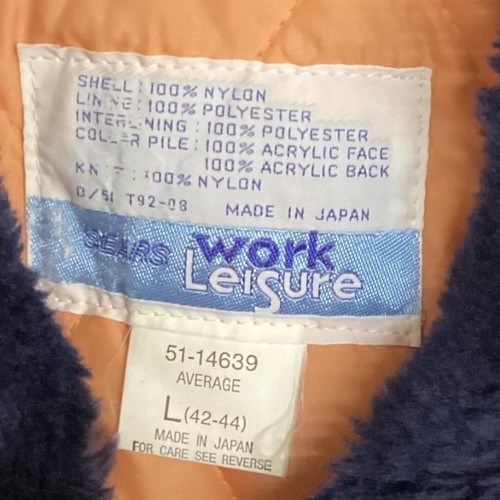 SHELL : 100% NYLON
: 100% POLYESTER
: 100% POLYESTER
PILE : 100% ACRYLIC FACE
100% ACRYLIC BACK
: 100% NYLON
T92-08 MADE IN JAPAN
SEARS work
Leisure
51-14639
AVERAGE
L (42-44)
MADE IN JAPAN
FOR CARE SEE REVERSE